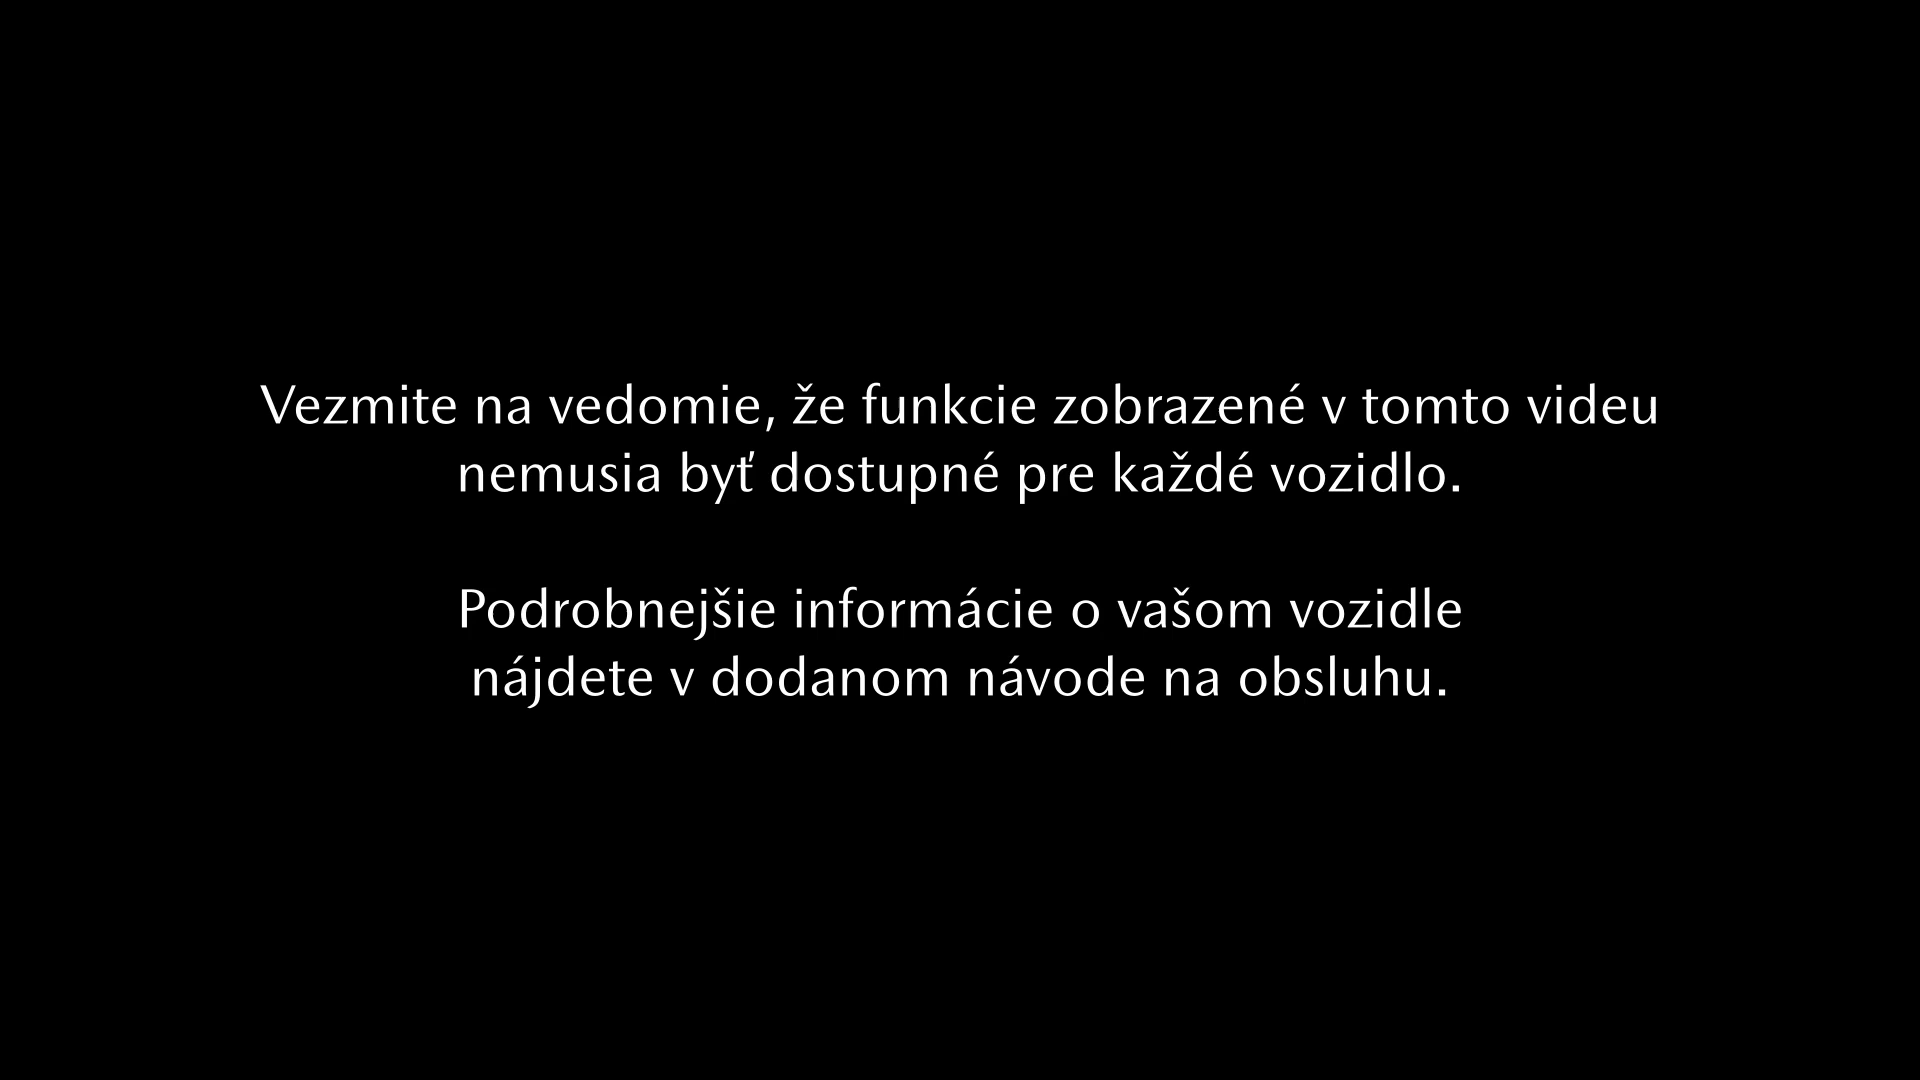 Vezmite na vedomie, že funkcie zobrazené v tomto videu
nemusia byť dostupné pre každé vozidlo.
Podrobnejšie informácie o vašom vozidle
nájdete v dodanom návode na obsluhu.